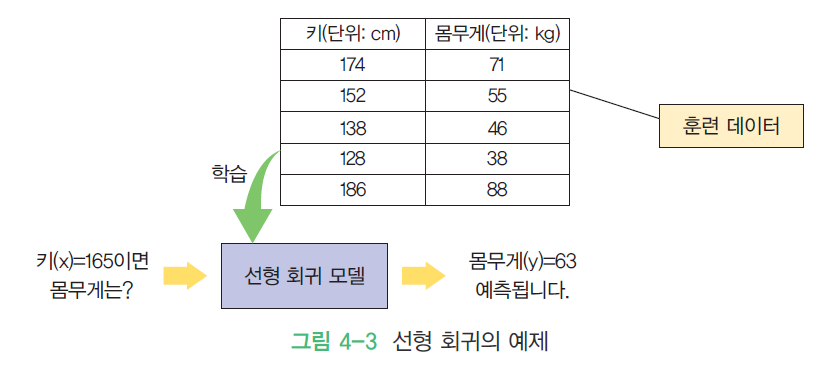 키(단위: cm) 몸무게(단위: kg)
174 71
152 55
138 46
128 38
186 88
훈련 데이터
학습
키(x)=165이면
몸무게는?
선형 회귀 모델
몸무게(y)=63
예측됩니다.
그림 4-3 선형 회귀의 예제